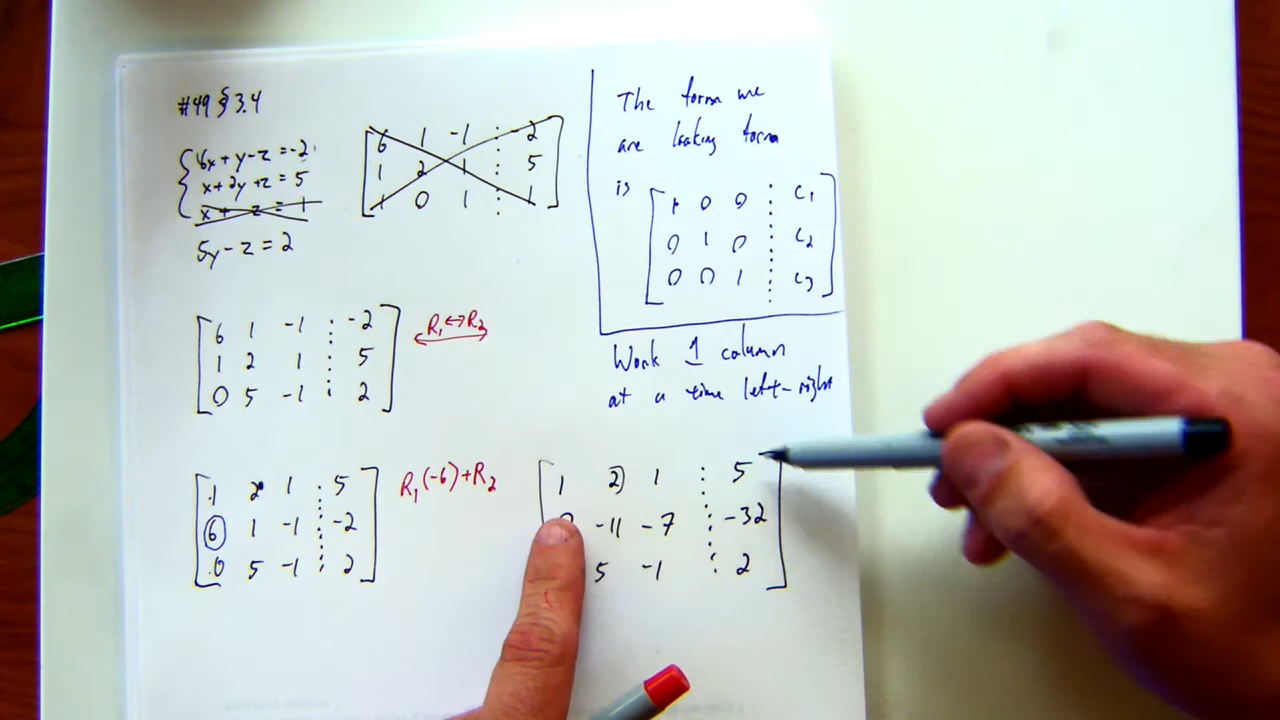 #49 § 3.4
6x + y - z = -2
x + 2y + z = 5
x + z = 1
5y - z = 2
6 1 -1 ⋮ -2
1 2 1 ⋮ 5
1 0 1 ⋮ 1
The form we
are looking form
is
1 0 0 ⋮ C1
0 1 0 ⋮ C2
0 0 1 ⋮ C3
Work 1 column
at a time left-right
6 1 -1 ⋮ -2
1 2 1 ⋮ 5
0 5 -1 ⋮ 2
R1 ↔ R2
1 2 1 ⋮ 5
6 1 -1 ⋮ -2
0 5 -1 ⋮ 2
R1(-6)+R2
1 2 1 ⋮ 5
-11 -7 ⋮ -32
5 -1 ⋮ 2